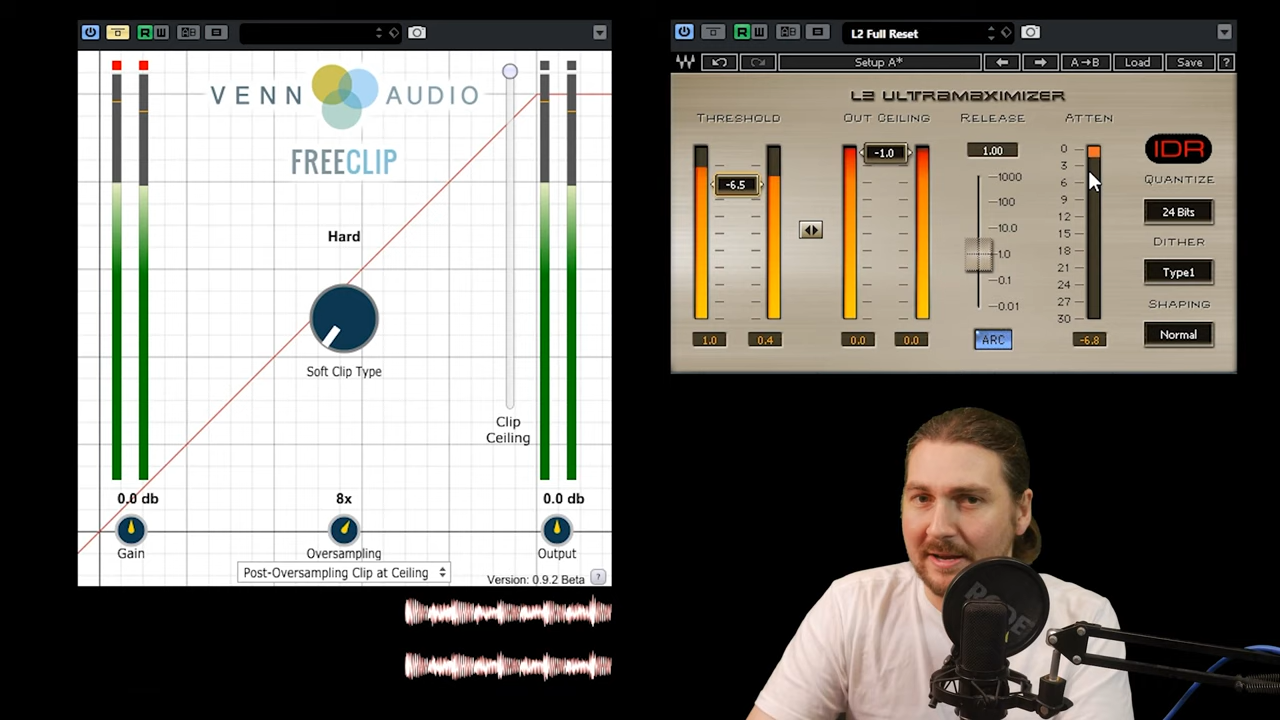 R W A B
VENN AUDIO
FREECLIP
Hard
Soft Clip Type
Clip
Ceiling
0.0 db
8x
0.0 db
Gain
Oversampling
Output
Post-Oversampling Clip at Ceiling
Version: 0.9.2 Beta
?
R W A B
L2 Full Reset
Setup A*
A→B
Load
Save
?
L2 ULTRAMAXIMIZER
THRESHOLD
OUT CEILING
RELEASE
ATTEN
-6.5
-1.0
1.00
1000
100
10.0
1.0
0.1
0.01
0
3
6
9
12
15
18
21
24
27
30
1.0
0.4
0.0
0.0
ARC
-6.8
IDR
QUANTIZE
24 Bits
DITHER
Type1
SHAPING
Normal
RODE